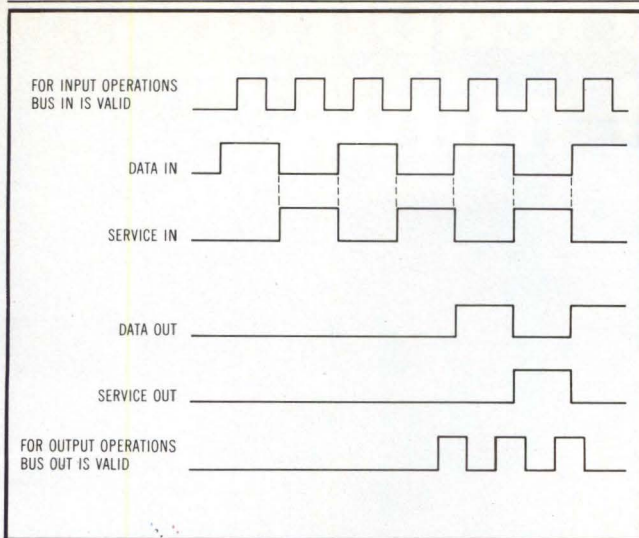 FOR INPUT OPERATIONS
BUS IN IS VALID
DATA IN
SERVICE IN
DATA OUT
SERVICE OUT
FOR OUTPUT OPERATIONS
BUS OUT IS VALID